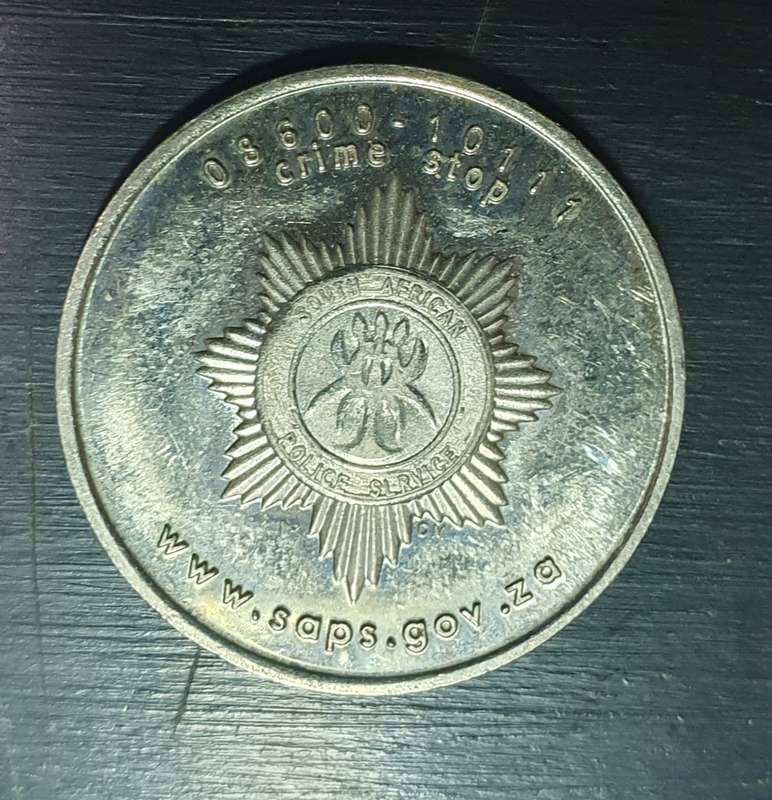 08600-10111
crime stop
SOUTH AFRICAN
POLICE SERVICE
www.saps.gov.za